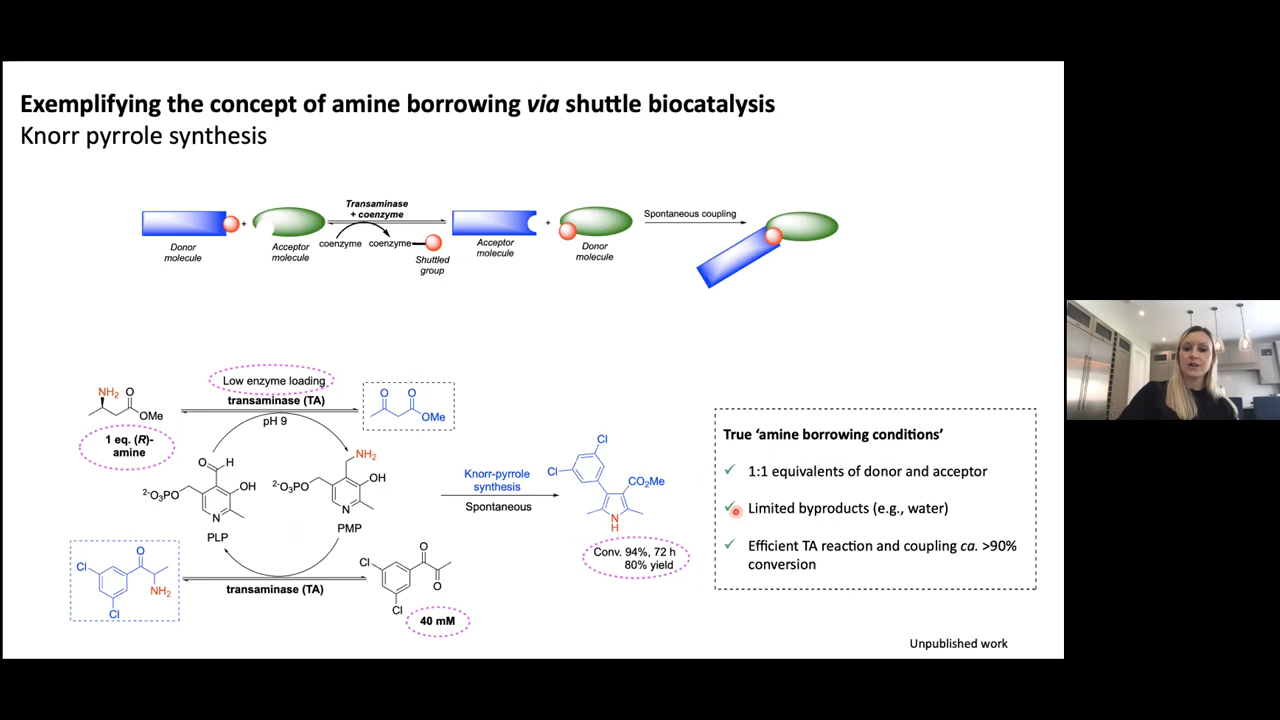 Exemplifying the concept of amine borrowing via shuttle biocatalysis
Knorr pyrrole synthesis
Transaminase
+ coenzyme
Spontaneous coupling
+
+
coenzyme
coenzyme
Donor
molecule
Acceptor
molecule
Shuttled
group
Acceptor
molecule
Donor
molecule
Low enzyme loading
transaminase (TA)
pH 9
NH2
O
OMe
1 eq. (R)-
amine
O
O
OMe
O
H
OH
2-O3PO
N
PLP
NH2
OH
2-O3PO
N
PMP
Knorr-pyrrole
synthesis
Spontaneous
Cl
Cl
CO2Me
N
H
Conv. 94%, 72 h
80% yield
O
Cl
NH2
Cl
transaminase (TA)
O
Cl
O
Cl
40 mM
True ‘amine borrowing conditions’
✓ 1:1 equivalents of donor and acceptor
✓ Limited byproducts (e.g., water)
✓ Efficient TA reaction and coupling ca. >90%
conversion
Unpublished work